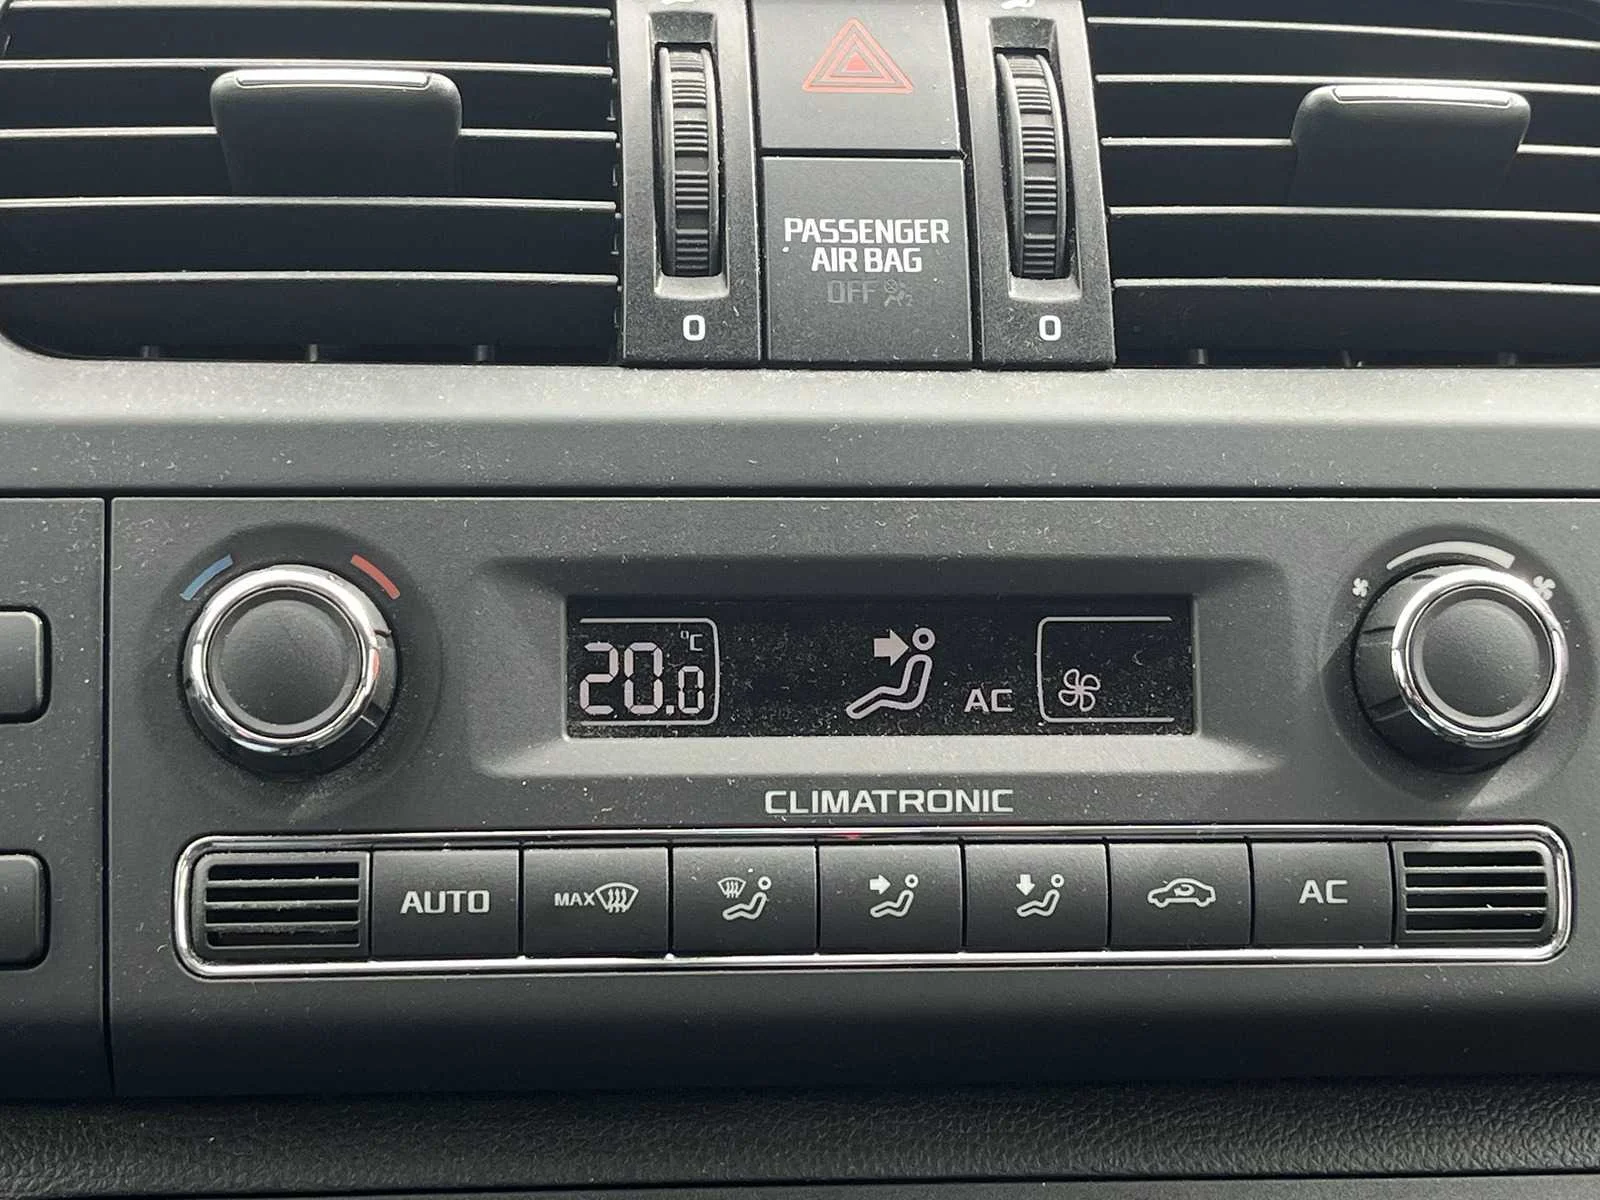 PASSENGER
AIR BAG
OFF
0
0
20.0 °C
AC
CLIMATRONIC
AUTO
MAX
AC